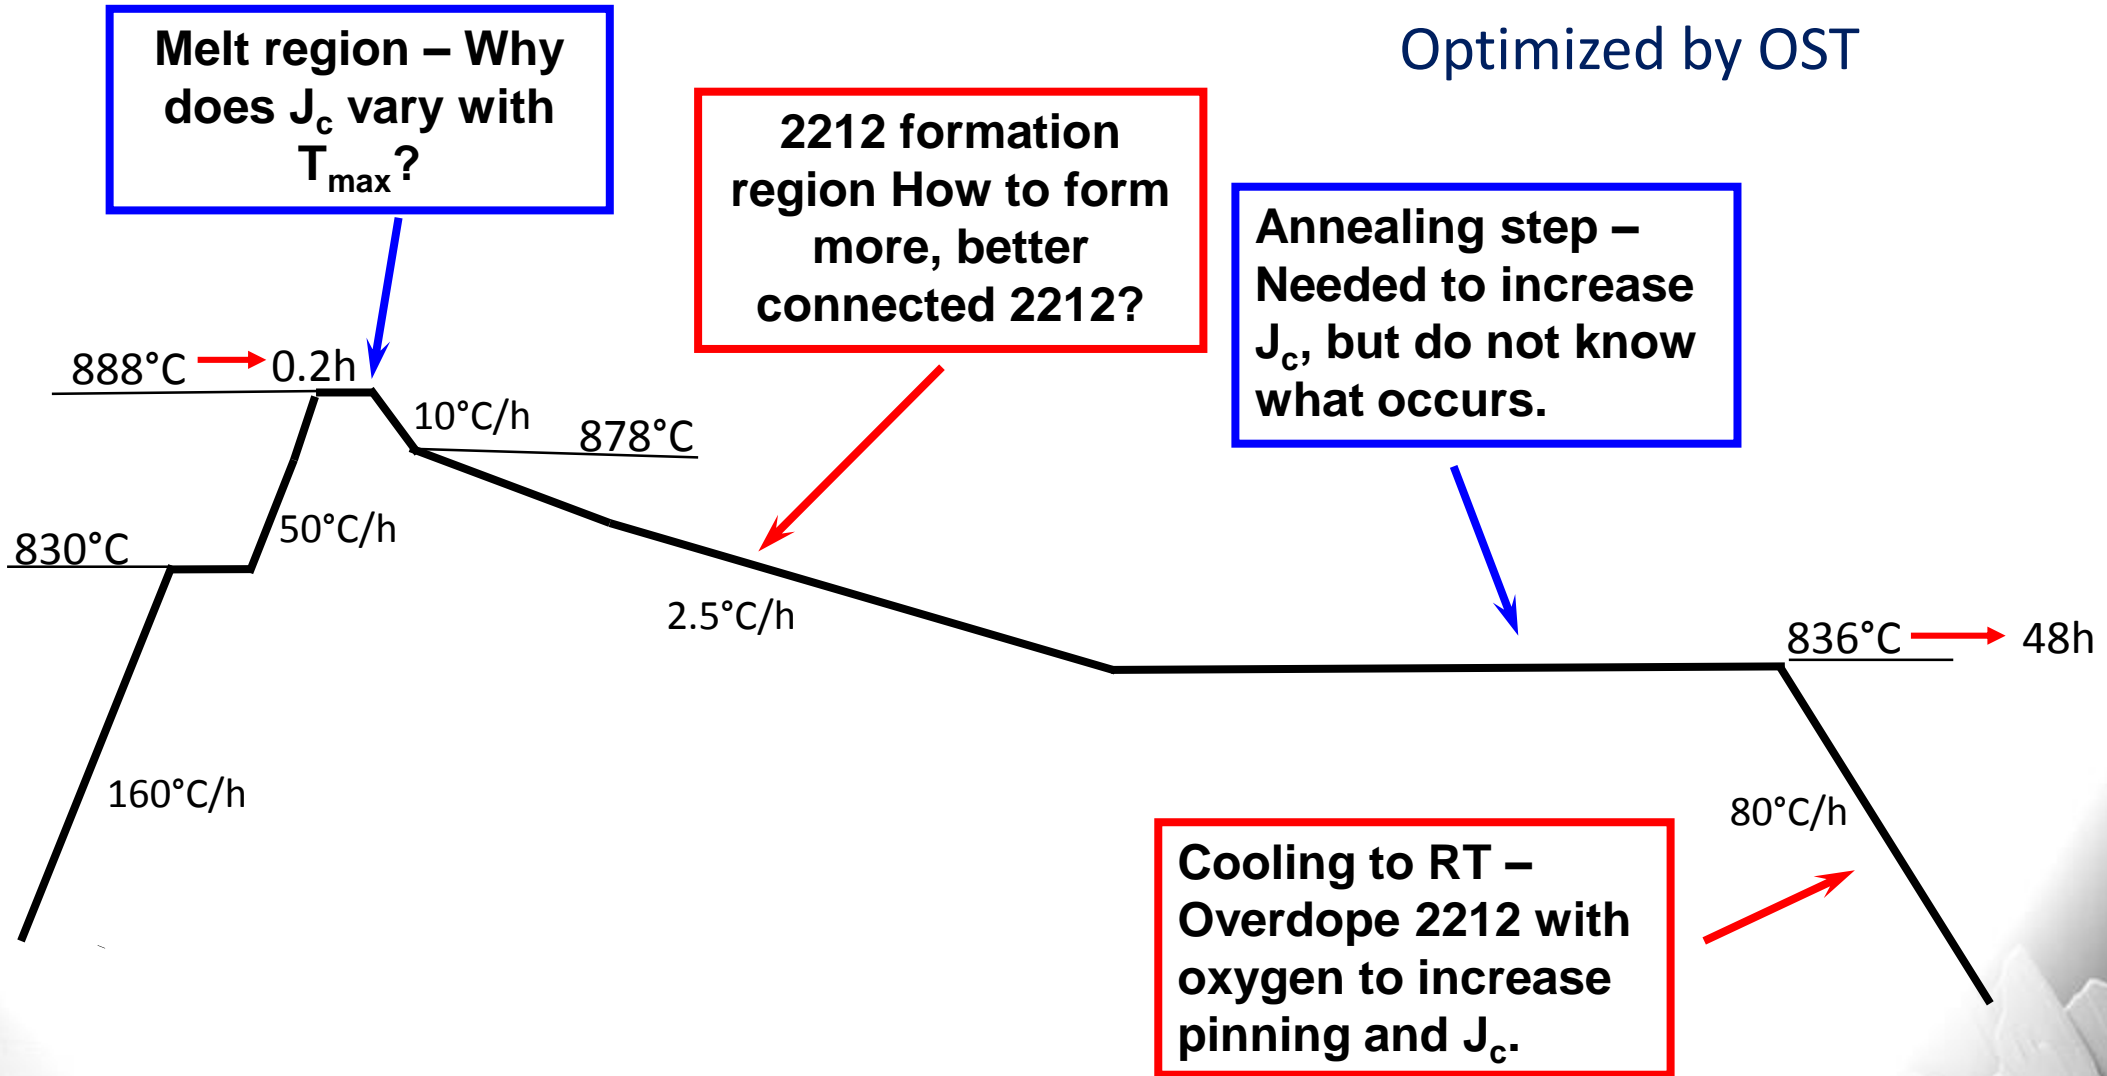 Optimized by OST
Melt region – Why
does Jc vary with
Tmax?
2212 formation
region How to form
more, better
connected 2212?
Annealing step –
Needed to increase
Jc, but do not know
what occurs.
888°C
0.2h
10°C/h
878°C
50°C/h
830°C
2.5°C/h
836°C
48h
160°C/h
80°C/h
Cooling to RT –
Overdope 2212 with
oxygen to increase
pinning and Jc.